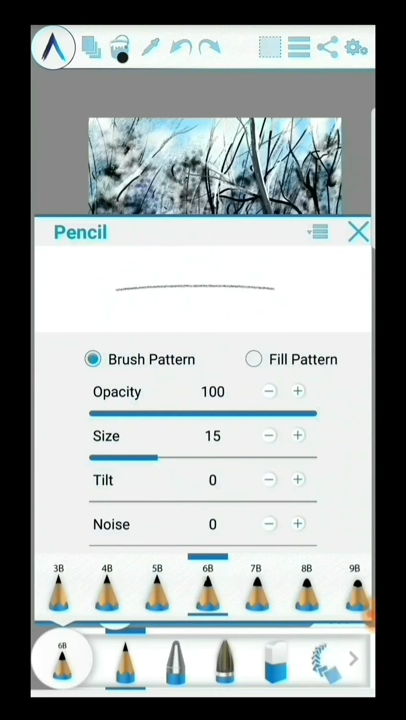 Pencil
Brush Pattern Fill Pattern
Opacity 100
Size 15
Tilt 0
Noise 0
3B 4B 5B 6B 7B 8B 9B
6B